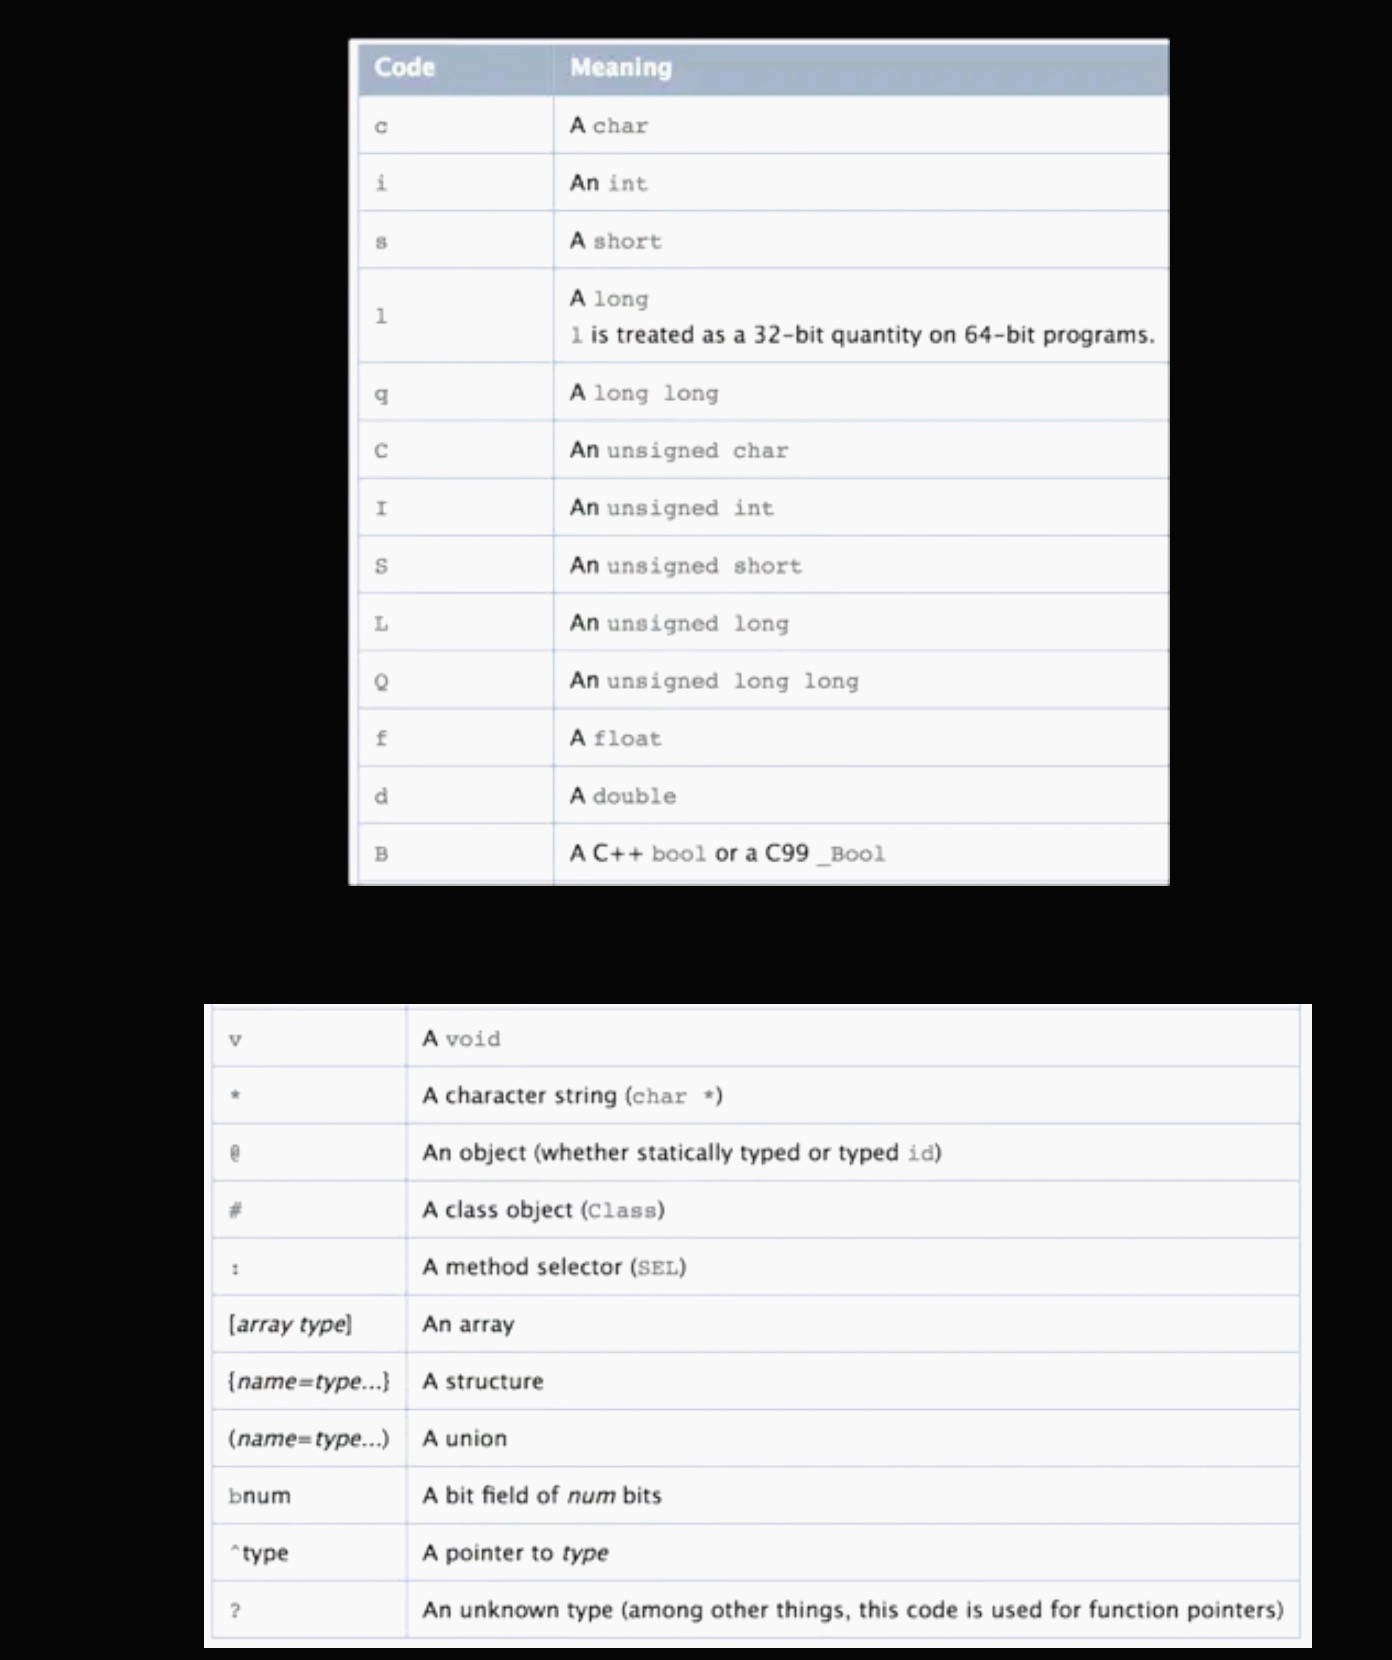 Code Meaning
c A char
i An int
s A short
l A long
l is treated as a 32-bit quantity on 64-bit programs.
q A long long
C An unsigned char
I An unsigned int
S An unsigned short
L An unsigned long
Q An unsigned long long
f A float
d A double
B A C++ bool or a C99 _Bool
v A void
* A character string (char *)
@ An object (whether statically typed or typed id)
# A class object (Class)
: A method selector (SEL)
[array type] An array
{name=type...} A structure
(name=type...) A union
bnum A bit field of num bits
^type A pointer to type
? An unknown type (among other things, this code is used for function pointers)